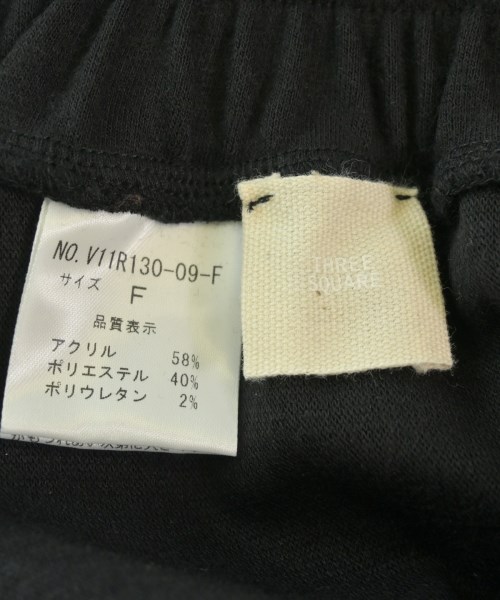 NO. V11R130-09-F
サイズ
F
品質表示
アクリル 58%
ポリエステル 40%
ポリウレタン 2%
THREE
SQUARE